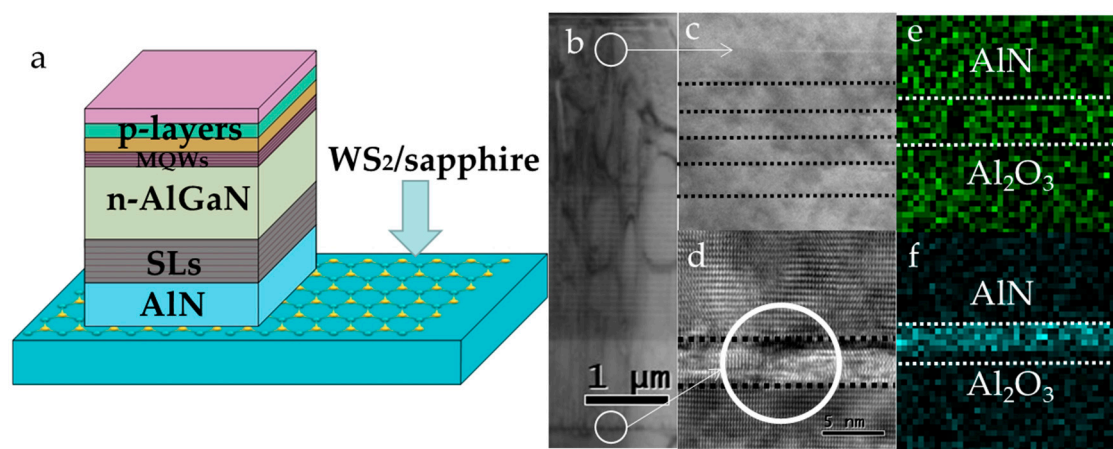 a
p-layers
MQWs
n-AlGaN
SLs
AlN
WS₂/sapphire
b
1 μm
c
d
5 nm
e
AlN
Al₂O₃
f
AlN
Al₂O₃